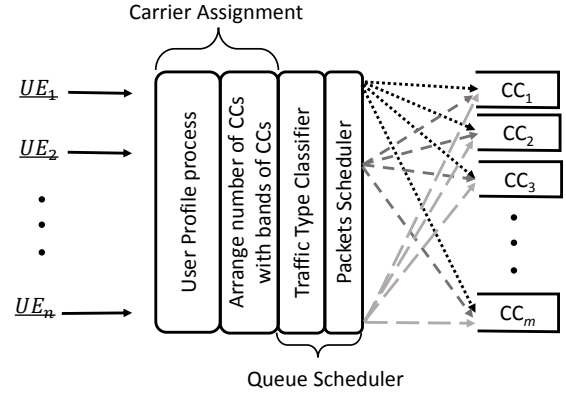 Carrier Assignment
UE1
UE2
UEn
User Profile process
Arrange number of CCs
with bands of CCs
Traffic Type Classifier
Packets Scheduler
CC1
CC2
CC3
CCm
Queue Scheduler